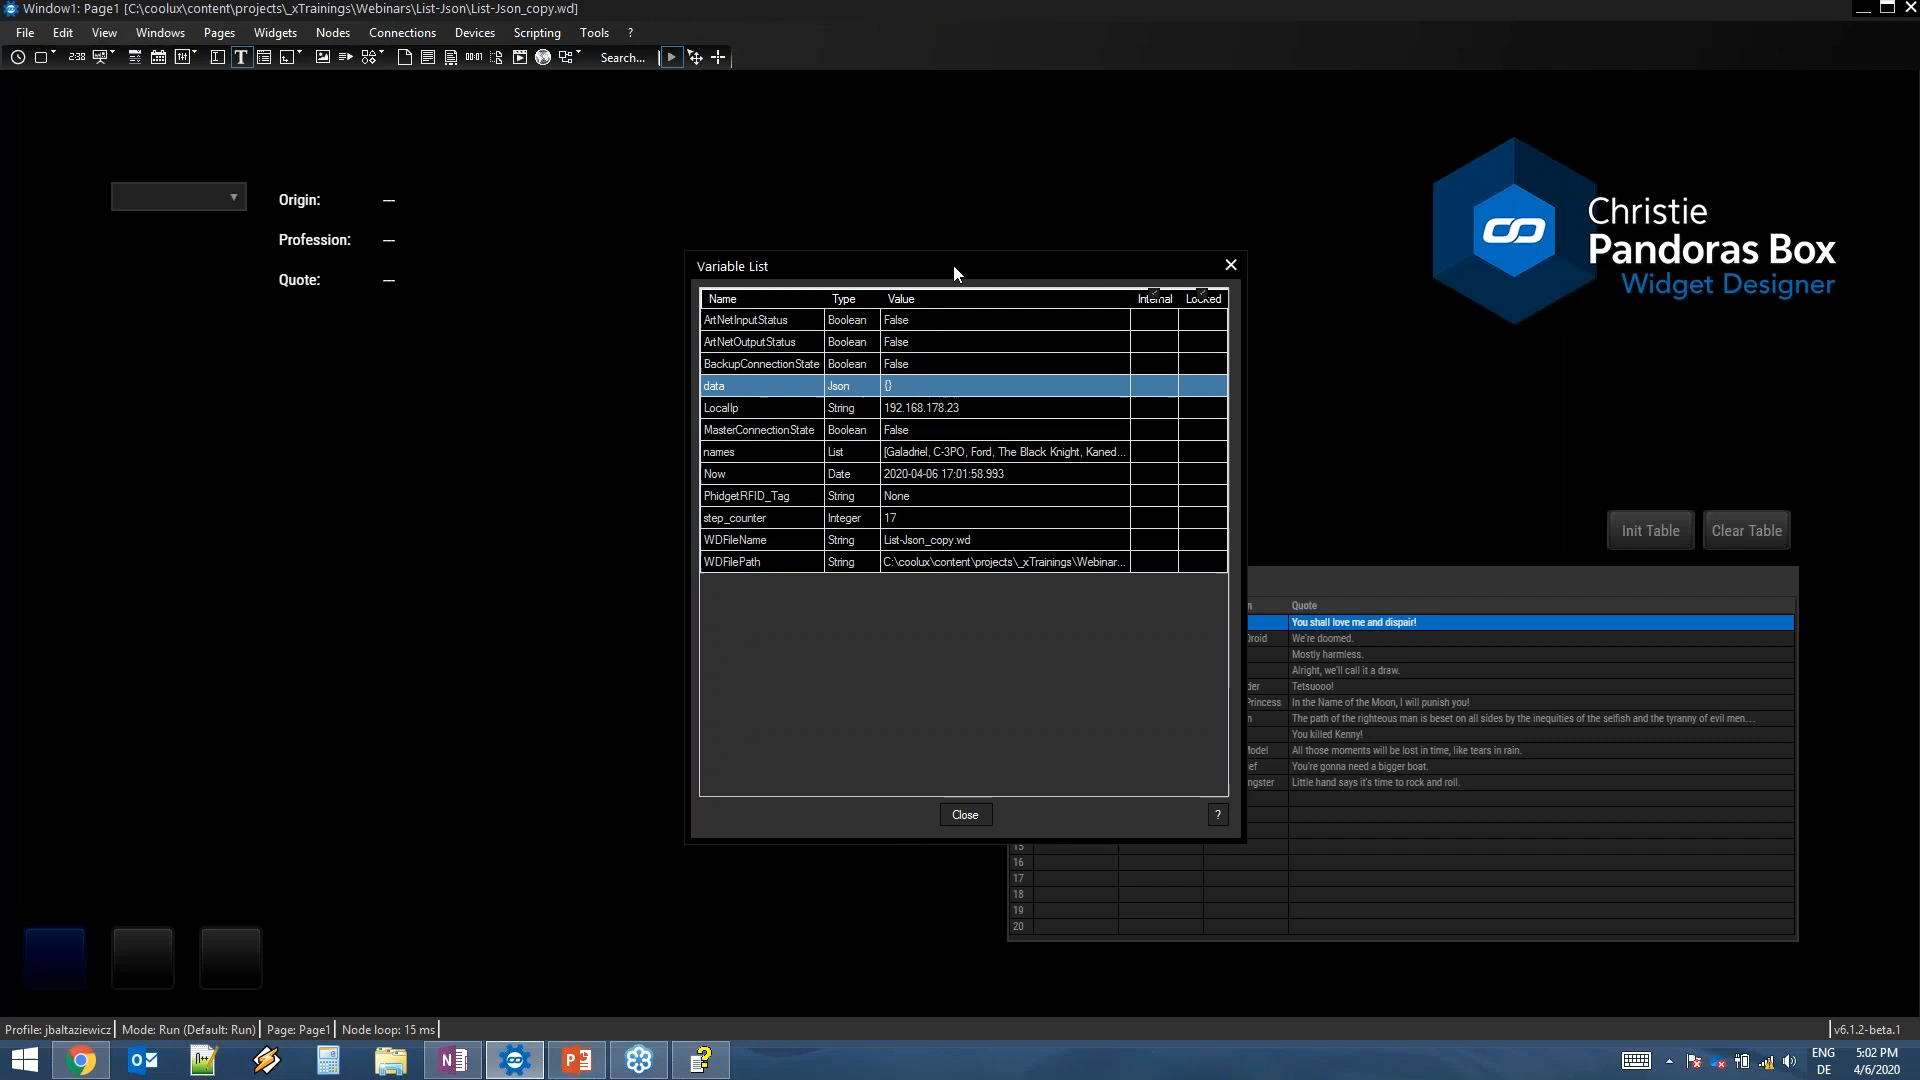 Window1: Page1 [C:\coolux\content\projects\_xTrainings\Webinars\List-Json\List-Json_copy.wd]
File Edit View Windows Pages Widgets Nodes Connections Devices Scripting Tools ?
Search...
Origin: ---
Profession: ---
Quote: ---
Christie
Pandoras Box
Widget Designer
Variable List
Name Type Value Internal Locked
ArtNetInputStatus Boolean False
ArtNetOutputStatus Boolean False
BackupConnectionState Boolean False
data Json {}
LocalIp String 192.168.178.23
MasterConnectionState Boolean False
names List [Galadriel, C-3PO, Ford, The Black Knight, Kaned...
Now Date 2020-04-06 17:01:58.993
PhidgetRFID_Tag String None
step_counter Integer 17
WDFileName String List-Json_copy.wd
WDFilePath String C:\coolux\content\projects\_xTrainings\Webinar...
Close ?
Init Table Clear Table
n Quote
You shall love me and dispair!
Droid We're doomed.
Mostly harmless.
Alright, we'll call it a draw.
der Tetsuooo!
Princess In the Name of the Moon, I will punish you!
n The path of the righteous man is beset on all sides by the inequities of the selfish and the tyranny of evil men....
You killed Kenny!
Model All those moments will be lost in time, like tears in rain.
ef You're gonna need a bigger boat.
ngster Little hand says it's time to rock and roll.
15
16
17
18
19
20
Profile: jbaltaziewicz Mode: Run (Default: Run) Page: Page1 Node loop: 15 ms v6.1.2-beta.1
ENG 5:02 PM
DE 4/6/2020